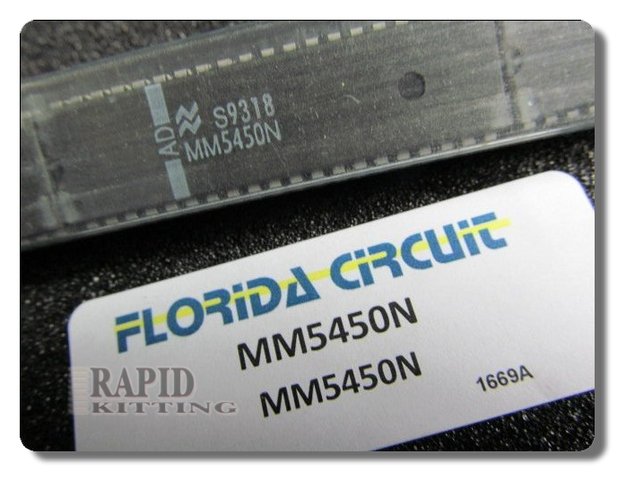 AD
S9318
MM5450N
FLORIDA CIRCUIT
MM5450N
MM5450N
1669A
RAPID
KITTING